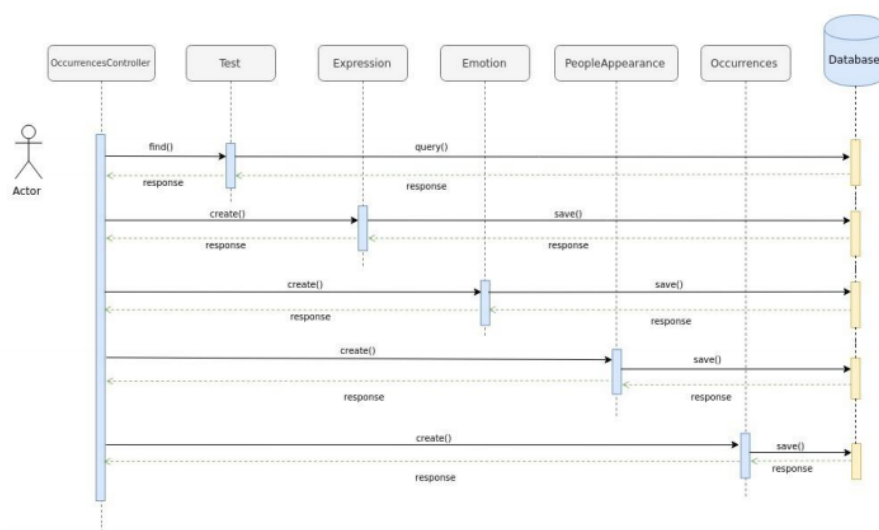 OccurrencesController
Test
Expression
Emotion
PeopleAppearance
Occurrences
Database
Actor
find()
query()
response
response
create()
save()
response
response
create()
save()
response
response
create()
save()
response
response
create()
save()
response
response